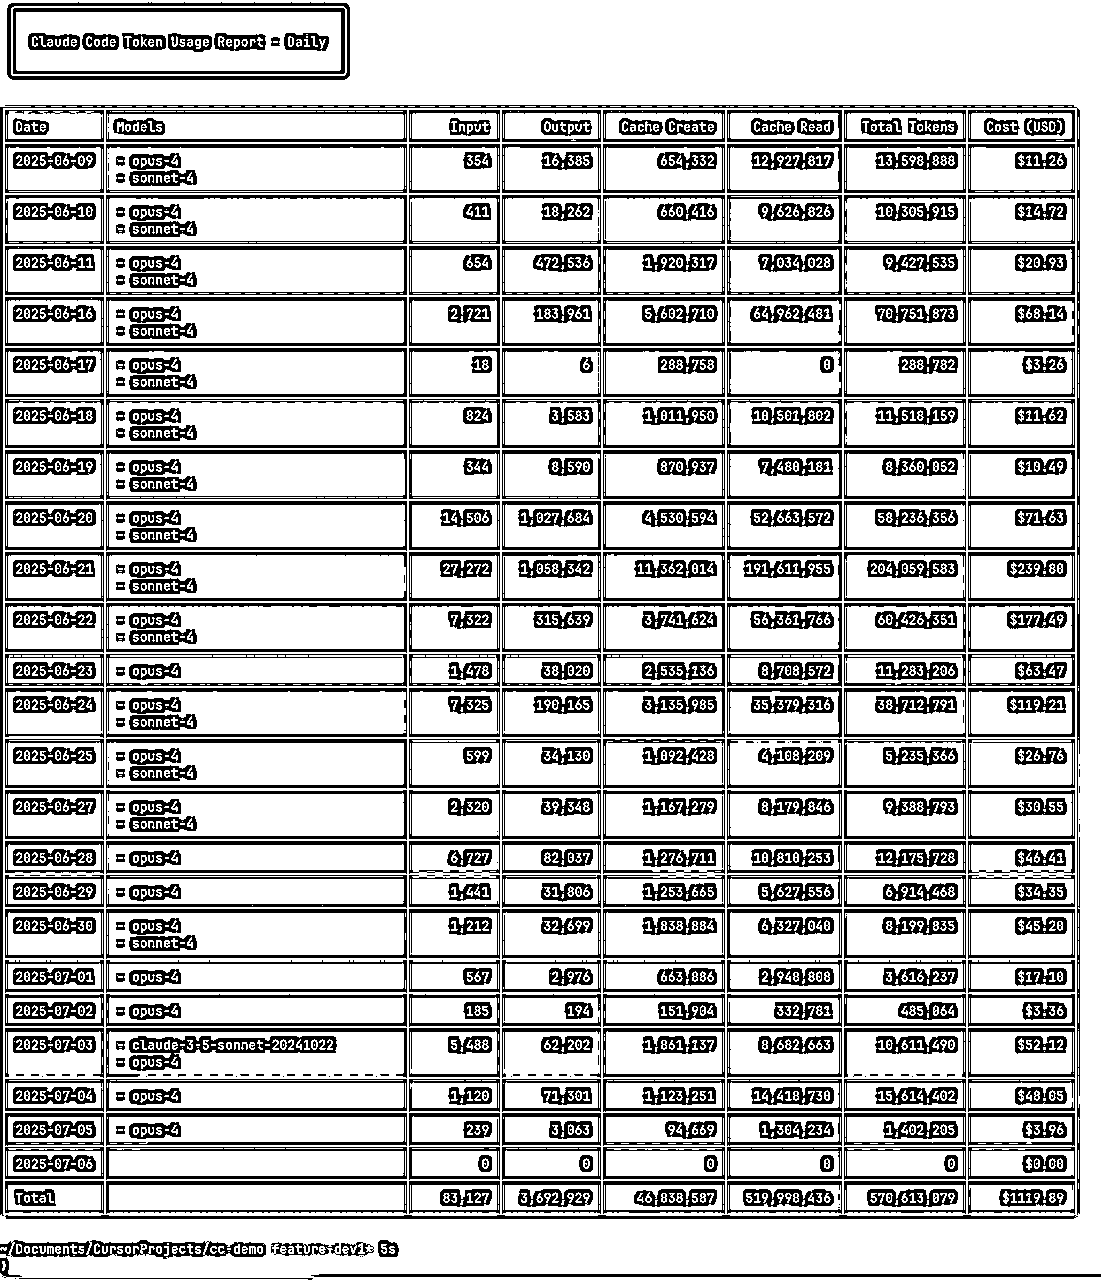 Claude Code Token Usage Report - Daily
Date Models Input Output Cache Create Cache Read Total Tokens Cost (USD)
2025-06-09 - opus-4 354 16,385 654,332 12,927,817 13,598,888 $11.26
- sonnet-4
2025-06-10 - opus-4 411 18,262 660,416 9,626,826 10,305,915 $14.72
- sonnet-4
2025-06-11 - opus-4 654 472,536 1,920,317 7,034,028 9,427,535 $20.93
- sonnet-4
2025-06-16 - opus-4 2,721 183,961 5,602,710 64,962,481 70,751,873 $68.14
- sonnet-4
2025-06-17 - opus-4 18 6 288,758 0 288,782 $3.26
- sonnet-4
2025-06-18 - opus-4 824 3,583 1,011,950 10,501,802 11,518,159 $11.62
- sonnet-4
2025-06-19 - opus-4 344 8,590 870,937 7,480,181 8,360,052 $10.49
- sonnet-4
2025-06-20 - opus-4 14,506 1,027,684 4,530,594 52,663,572 58,236,356 $71.63
- sonnet-4
2025-06-21 - opus-4 27,272 1,058,342 11,362,014 191,611,955 204,059,583 $239.80
- sonnet-4
2025-06-22 - opus-4 7,322 315,639 3,741,624 56,361,766 60,426,351 $177.49
- sonnet-4
2025-06-23 - opus-4 1,478 38,020 2,535,136 8,708,572 11,283,206 $63.47
2025-06-24 - opus-4 7,325 190,165 3,135,985 35,379,316 38,712,791 $119.21
- sonnet-4
2025-06-25 - opus-4 599 34,130 1,092,428 4,108,209 5,235,366 $26.76
- sonnet-4
2025-06-27 - opus-4 2,320 39,348 1,167,279 8,179,846 9,388,793 $30.55
- sonnet-4
2025-06-28 - opus-4 6,727 82,037 1,276,711 10,810,253 12,175,728 $46.41
2025-06-29 - opus-4 1,441 31,806 1,253,665 5,627,556 6,914,468 $34.35
2025-06-30 - opus-4 1,212 32,699 1,838,884 6,327,040 8,199,835 $45.20
- sonnet-4
2025-07-01 - opus-4 567 2,976 663,886 2,948,808 3,616,237 $17.10
2025-07-02 - opus-4 185 194 151,904 332,781 485,064 $3.36
2025-07-03 - claude-3-5-sonnet-20241022 5,488 62,202 1,861,137 8,682,663 10,611,490 $52.12
- opus-4
2025-07-04 - opus-4 1,120 71,301 1,123,251 14,418,730 15,614,402 $48.05
2025-07-05 - opus-4 239 3,063 94,669 1,304,234 1,402,205 $3.96
2025-07-06 0 0 0 0 0 $0.00
Total 83,127 3,692,929 46,838,587 519,998,436 570,613,079 $1119.89
~/Documents/CursorProjects/cc-demo feature-dev1* 5s